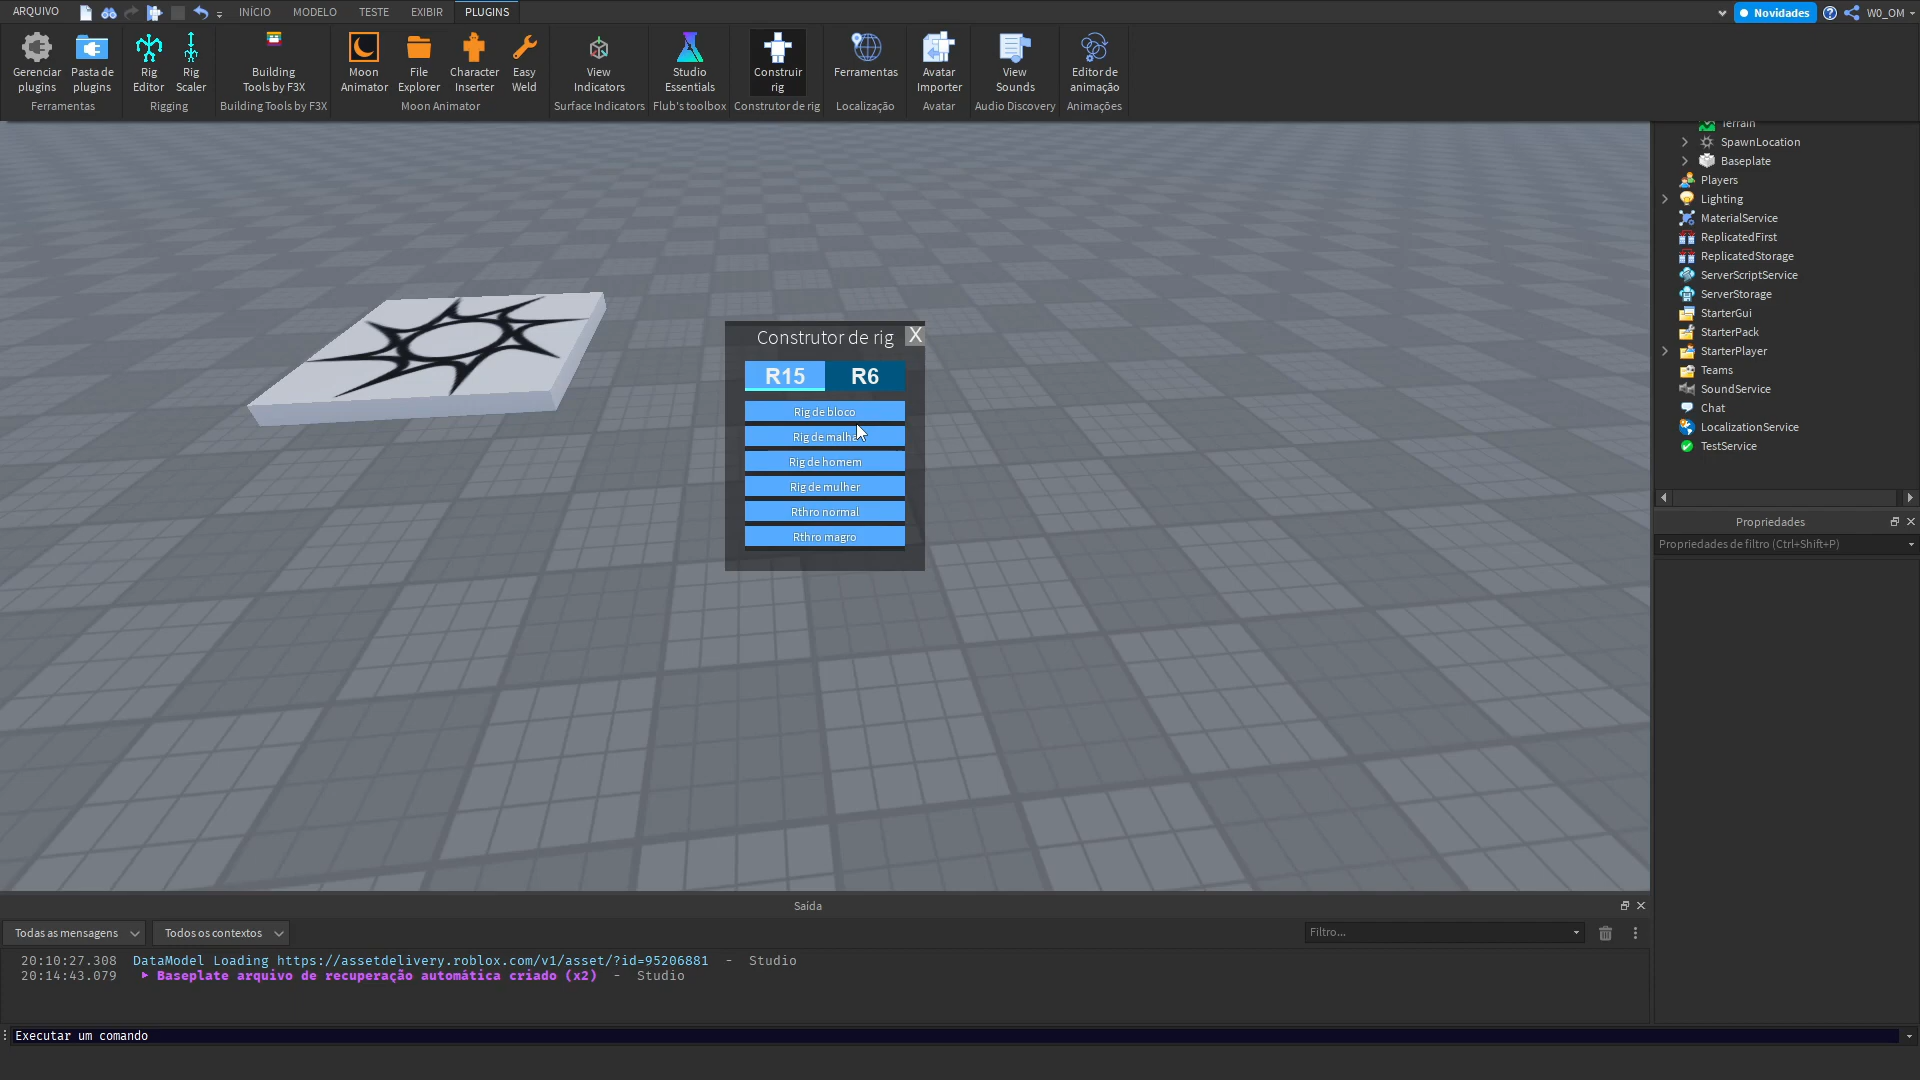 ARQUIVO
INÍCIO
MODELO
TESTE
EXIBIR
PLUGINS
Novidades
W0_OM
Gerenciar plugins
Pasta de plugins
Ferramentas
Rig Editor
Rig Scaler
Rigging
Building Tools by F3X
Building Tools by F3X
Moon Animator
File Explorer
Character Inserter
Easy Weld
Moon Animator
View Indicators
Surface Indicators
Studio Essentials
Flub's toolbox
Construir rig
Construtor de rig
Ferramentas
Localização
Avatar Importer
Avatar
View Sounds
Audio Discovery
Editor de animação
Animações
Terrain
SpawnLocation
Baseplate
Players
Lighting
MaterialService
ReplicatedFirst
ReplicatedStorage
ServerScriptService
ServerStorage
StarterGui
StarterPack
StarterPlayer
Teams
SoundService
Chat
LocalizationService
TestService
Construtor de rig
X
R15
R6
Rig de bloco
Rig de malha
Rig de homem
Rig de mulher
Rthro normal
Rthro magro
Propriedades
Propriedades de filtro (Ctrl+Shift+P)
Saída
Todas as mensagens
Todos os contextos
Filtro...
20:10:27.308 DataModel Loading https://assetdelivery.roblox.com/v1/asset/?id=95206881 - Studio
20:14:43.079 Baseplate arquivo de recuperação automática criado (x2) - Studio
Executar um comando